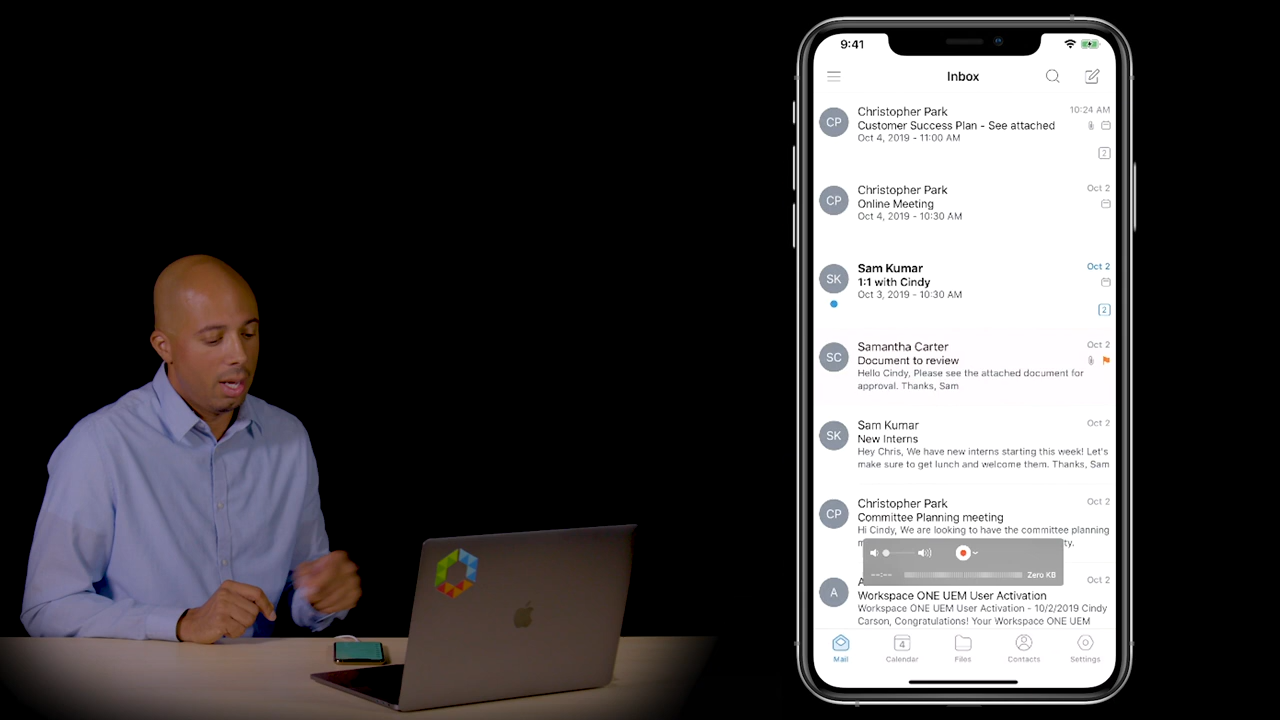 9:41
Inbox
Christopher Park
10:24 AM
CP
Customer Success Plan - See attached
Oct 4, 2019 - 11:00 AM
2
Christopher Park
Oct 2
CP
Online Meeting
Oct 4, 2019 - 10:30 AM
Sam Kumar
Oct 2
SK
1:1 with Cindy
Oct 3, 2019 - 10:30 AM
2
Samantha Carter
Oct 2
SC
Document to review
Hello Cindy, Please see the attached document for
approval. Thanks, Sam
Sam Kumar
Oct 2
SK
New Interns
Hey Chris, We have new interns starting this week! Let's
make sure to get lunch and welcome them. Thanks, Sam
Christopher Park
Oct 2
CP
Committee Planning meeting
Hi Cindy, We are looking to have the committee planning
--:--
Zero KB
Oct 2
A
Workspace ONE UEM User Activation
Workspace ONE UEM User Activation - 10/2/2019 Cindy
Carson, Congratulations! Your Workspace ONE UEM
4
Mail
Calendar
Files
Contacts
Settings